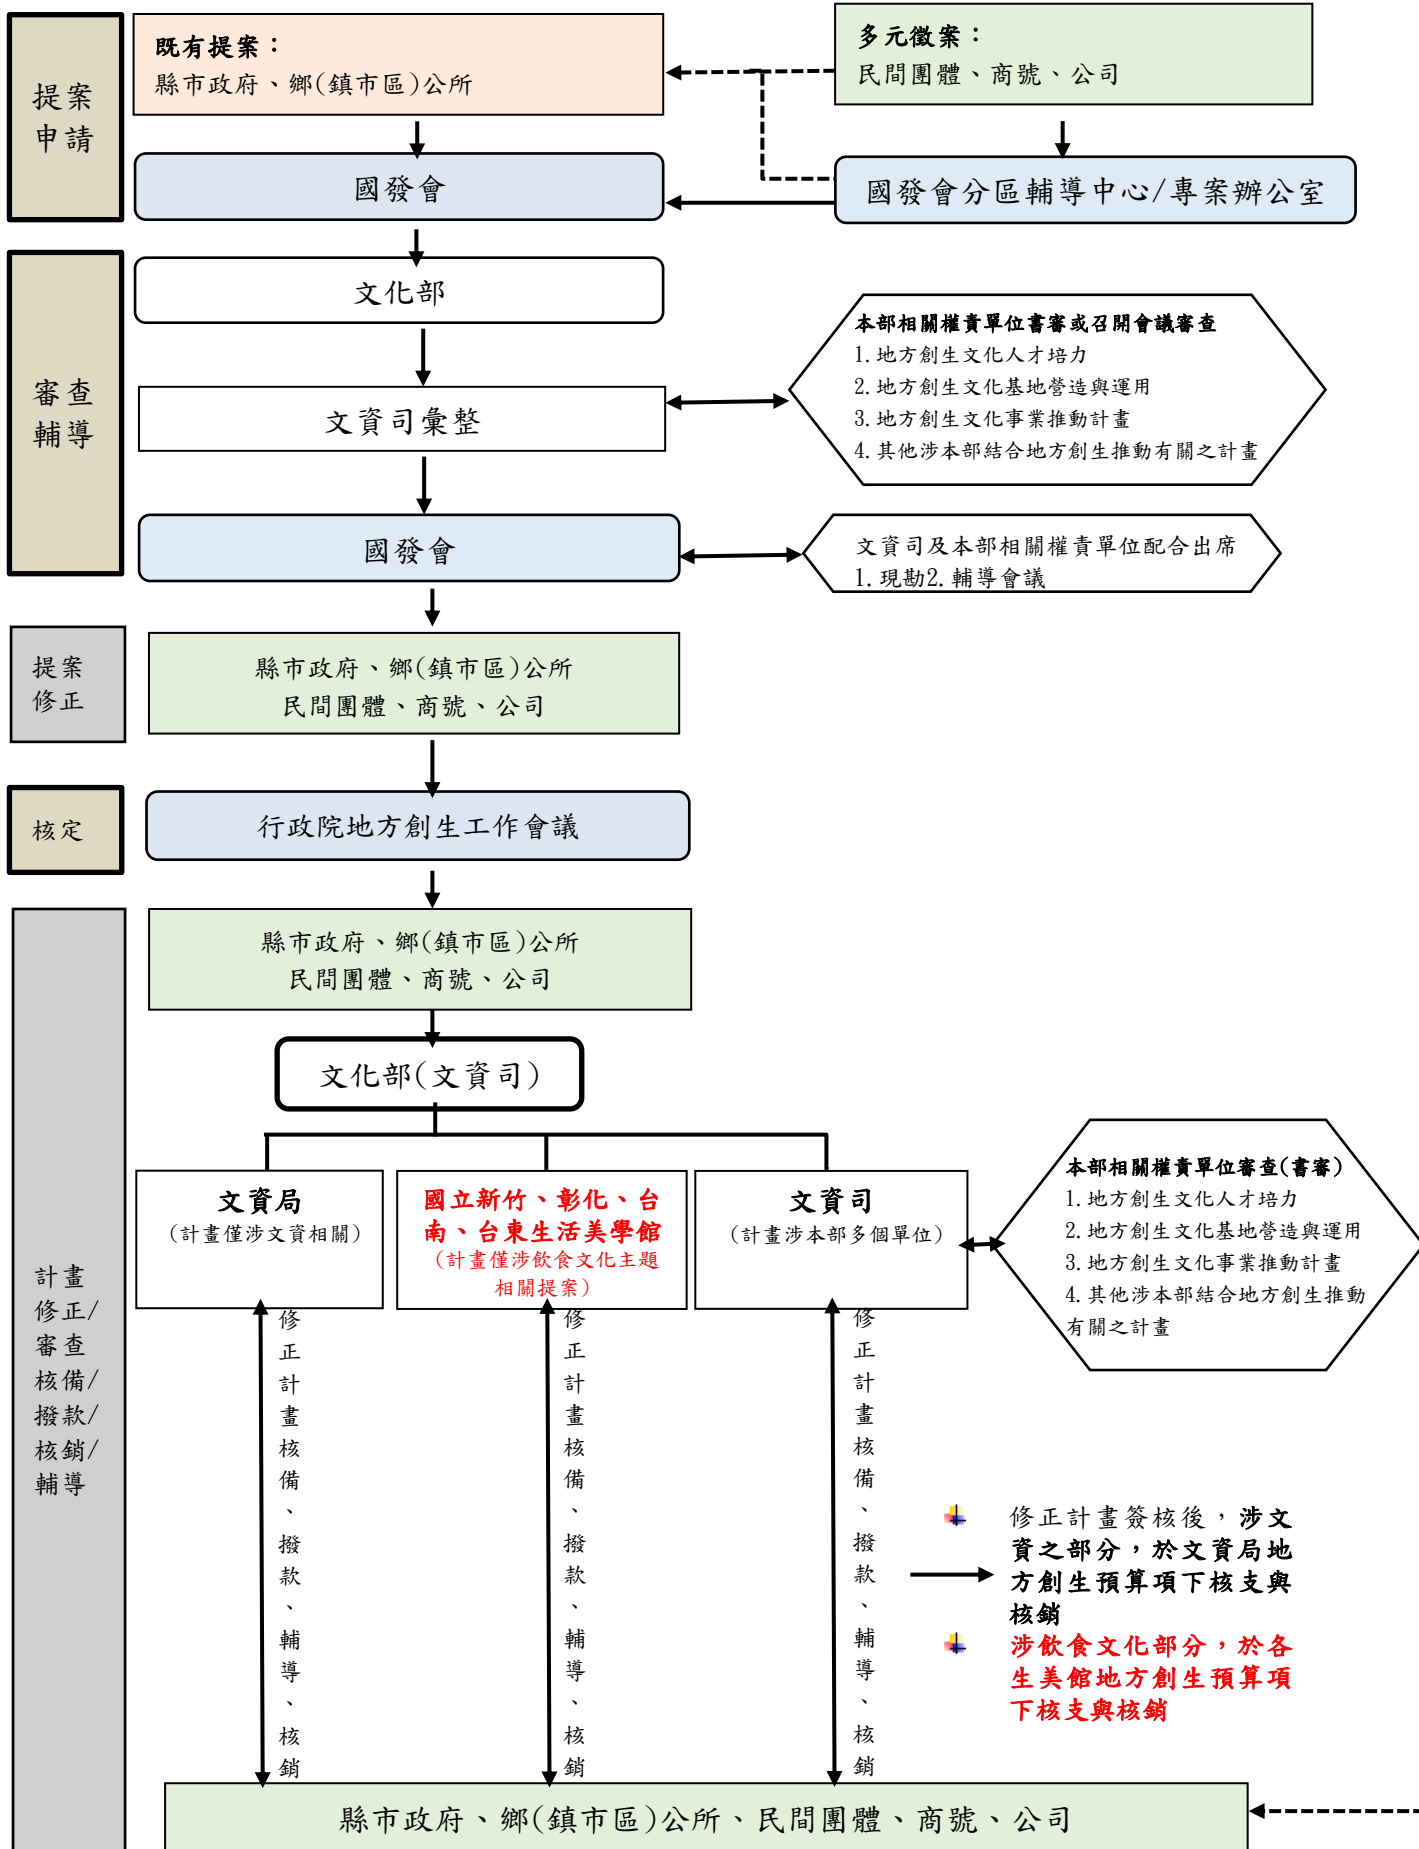 提案
申請
既有提案：
縣市政府、鄉(鎮市區)公所
多元徵案：
民間團體、商號、公司
國發會
國發會分區輔導中心/專案辦公室
審查
輔導
文化部
文資司彙整
本部相關權責單位書審或召開會議審查
1.地方創生文化人才培力
2.地方創生文化基地營造與運用
3.地方創生文化事業推動計畫
4.其他涉本部結合地方創生推動有關之計畫
國發會
文資司及本部相關權責單位配合出席
1.現勘2.輔導會議
提案
修正
縣市政府、鄉(鎮市區)公所
民間團體、商號、公司
核定
行政院地方創生工作會議
計畫
修正/
審查
核備/
撥款/
核銷/
輔導
縣市政府、鄉(鎮市區)公所
民間團體、商號、公司
文化部(文資司)
文資局
(計畫僅涉文資相關)
國立新竹、彰化、台
南、台東生活美學館
(計畫僅涉飲食文化主題
相關提案)
文資司
(計畫涉本部多個單位)
本部相關權責單位審查(書審)
1.地方創生文化人才培力
2.地方創生文化基地營造與運用
3.地方創生文化事業推動計畫
4.其他涉本部結合地方創生推動
有關之計畫
修正計畫核備、撥款、輔導、核銷
修正計畫核備、撥款、輔導、核銷
修正計畫核備、撥款、輔導、核銷
修正計畫簽核後，涉文
資之部分，於文資局地
方創生預算項下核支與
核銷
涉飲食文化部分，於各
生美館地方創生預算項
下核支與核銷
縣市政府、鄉(鎮市區)公所、民間團體、商號、公司